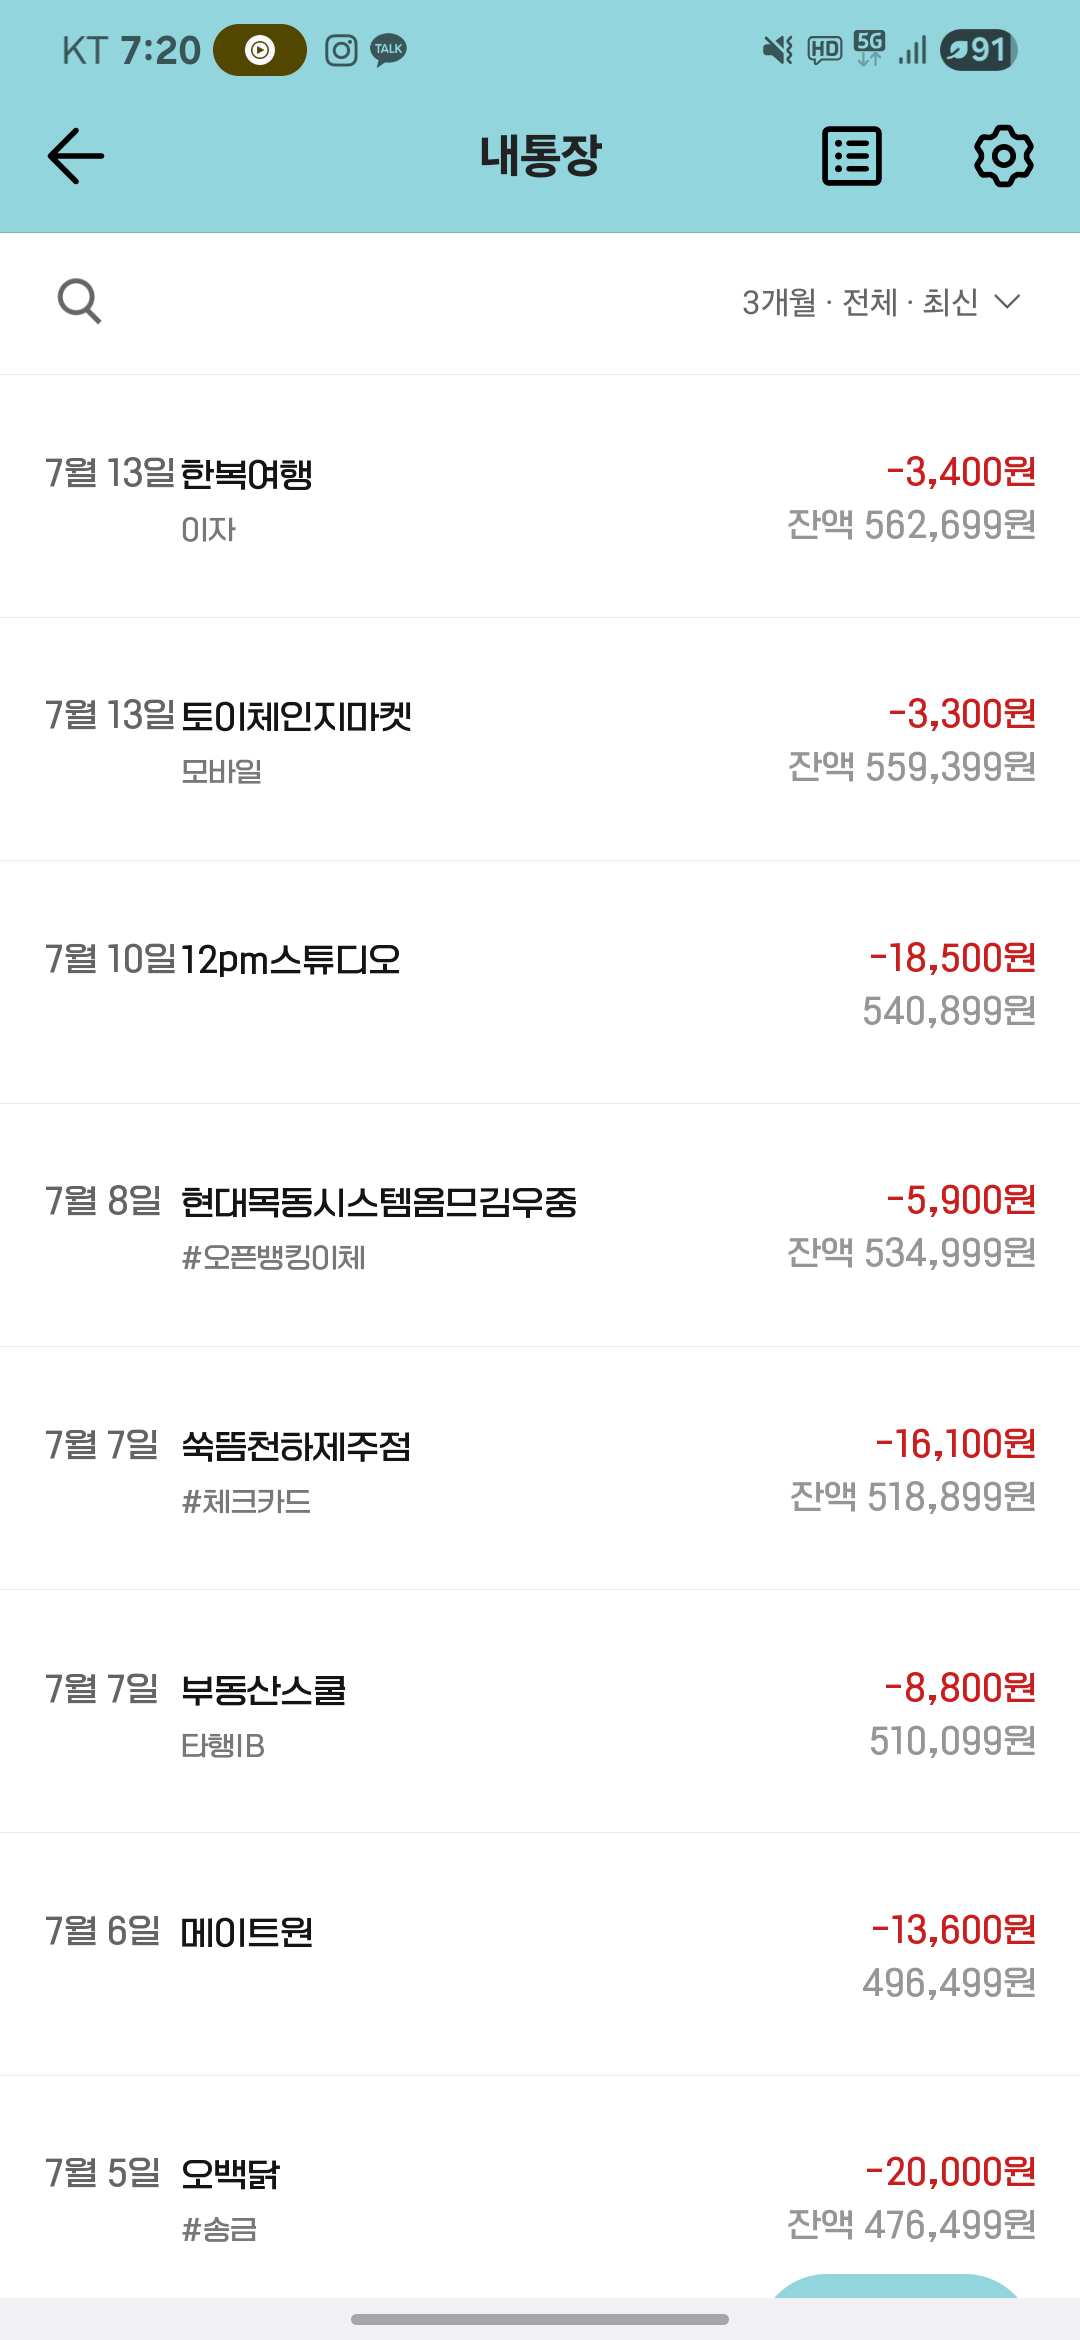 KT 7:20 TALK HD 5G 91
내통장
3개월 · 전체 · 최신
7월 13일 한복여행 -3,400원
이자 잔액 562,699원
7월 13일 토이체인지마켓 -3,300원
모바일 잔액 559,399원
7월 10일 12pm스튜디오 -18,500원
540,899원
7월 8일 현대목동시스템옴므김우중 -5,900원
#오픈뱅킹이체 잔액 534,999원
7월 7일 쑥뜸천하제주점 -16,100원
#체크카드 잔액 518,899원
7월 7일 부동산스쿨 -8,800원
타행IB 510,099원
7월 6일 메이트원 -13,600원
496,499원
7월 5일 오백닭 -20,000원
#송금 잔액 476,499원